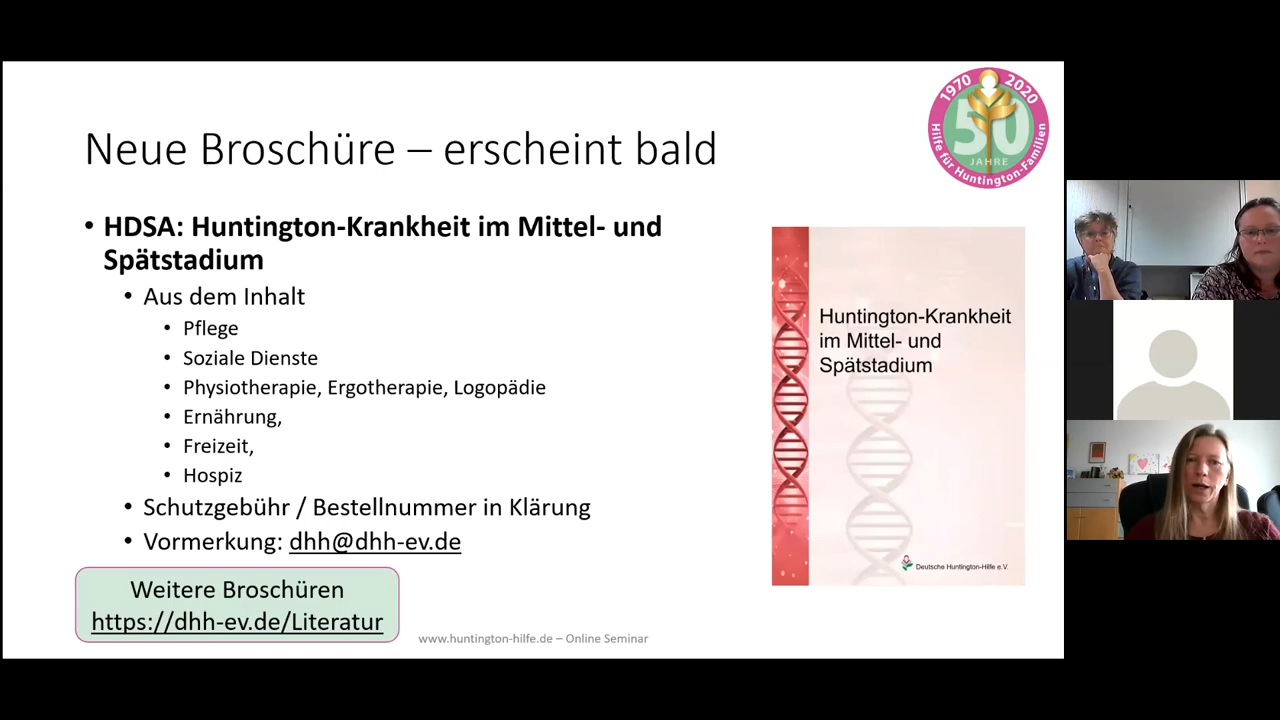 1970 2020
50
JAHRE
Hilfe für Huntington-Familien
Neue Broschüre – erscheint bald
• HDSA: Huntington-Krankheit im Mittel- und
Spätstadium
• Aus dem Inhalt
• Pflege
• Soziale Dienste
• Physiotherapie, Ergotherapie, Logopädie
• Ernährung,
• Freizeit,
• Hospiz
• Schutzgebühr / Bestellnummer in Klärung
• Vormerkung: dhh@dhh-ev.de
Weitere Broschüren
https://dhh-ev.de/Literatur
Huntington-Krankheit
im Mittel- und
Spätstadium
Deutsche Huntington-Hilfe e.V.
www.huntington-hilfe.de – Online Seminar